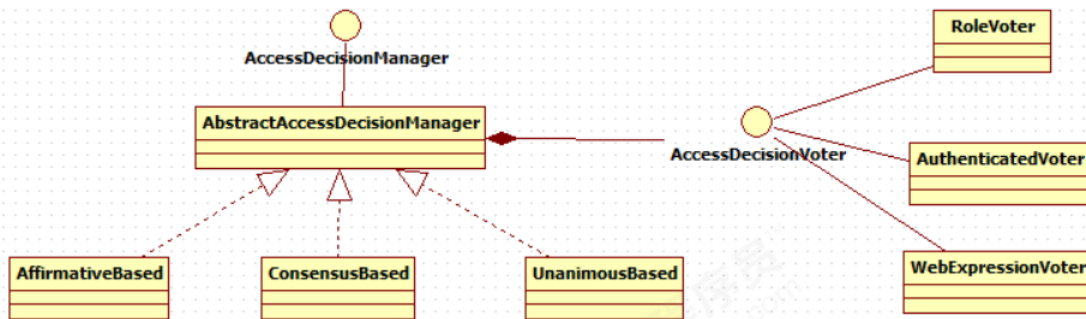 RoleVoter
AccessDecisionManager
AbstractAccessDecisionManager
AccessDecisionVoter
AuthenticatedVoter
AffirmativeBased
ConsensusBased
UnanimousBased
WebExpressionVoter